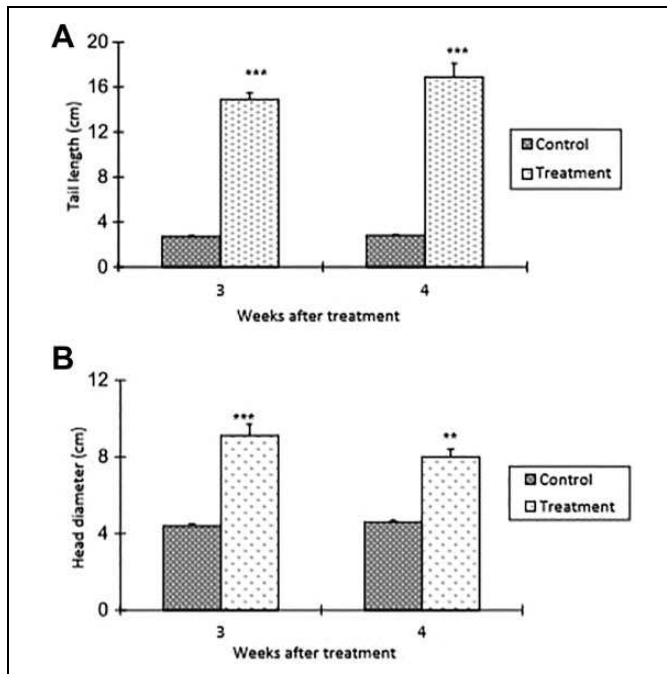 A
20
16
12
8
4
0
Tail length (cm)
***
***
Control
Treatment
3
4
Weeks after treatment
B
12
8
4
0
Head diameter (cm)
***
**
Control
Treatment
3
4
Weeks after treatment